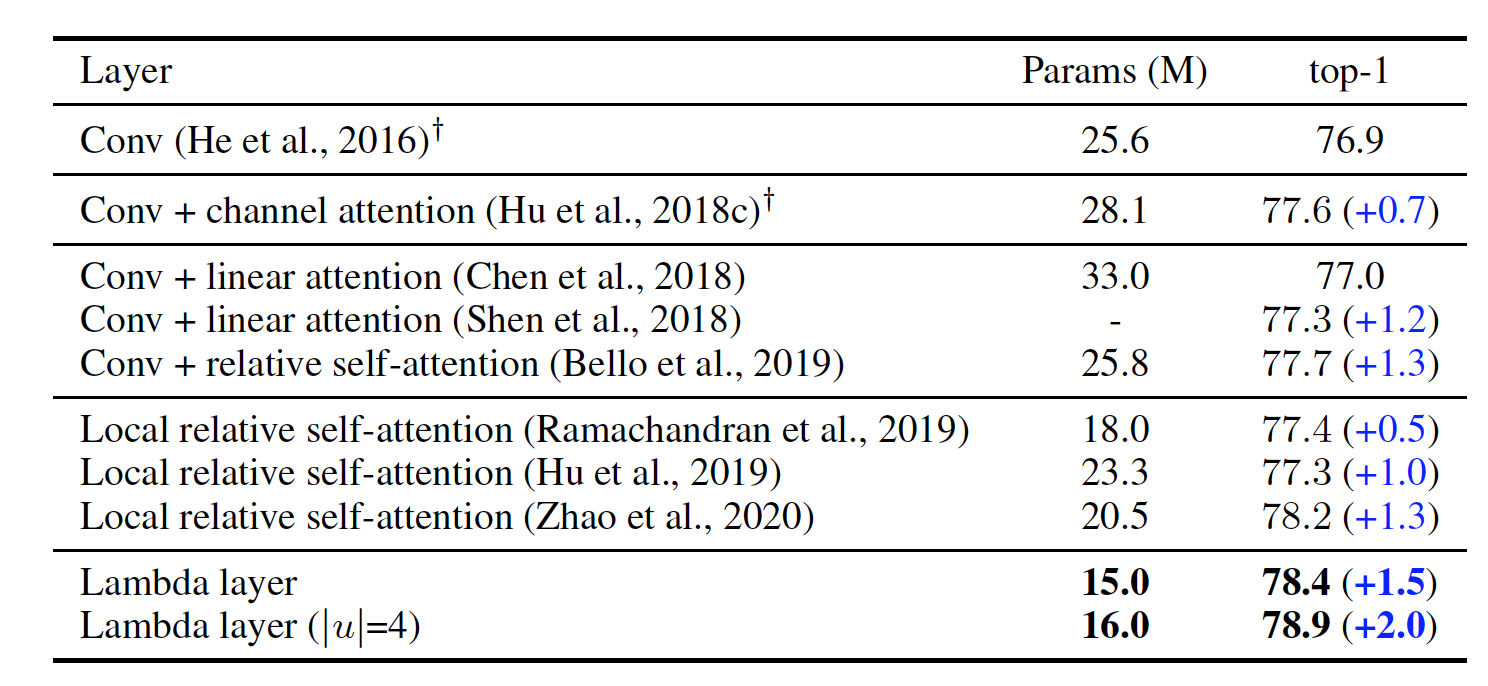 Layer Params (M) top-1
Conv (He et al., 2016)† 25.6 76.9
Conv + channel attention (Hu et al., 2018c)† 28.1 77.6 (+0.7)
Conv + linear attention (Chen et al., 2018) 33.0 77.0
Conv + linear attention (Shen et al., 2018) - 77.3 (+1.2)
Conv + relative self-attention (Bello et al., 2019) 25.8 77.7 (+1.3)
Local relative self-attention (Ramachandran et al., 2019) 18.0 77.4 (+0.5)
Local relative self-attention (Hu et al., 2019) 23.3 77.3 (+1.0)
Local relative self-attention (Zhao et al., 2020) 20.5 78.2 (+1.3)
Lambda layer 15.0 78.4 (+1.5)
Lambda layer (|u|=4) 16.0 78.9 (+2.0)